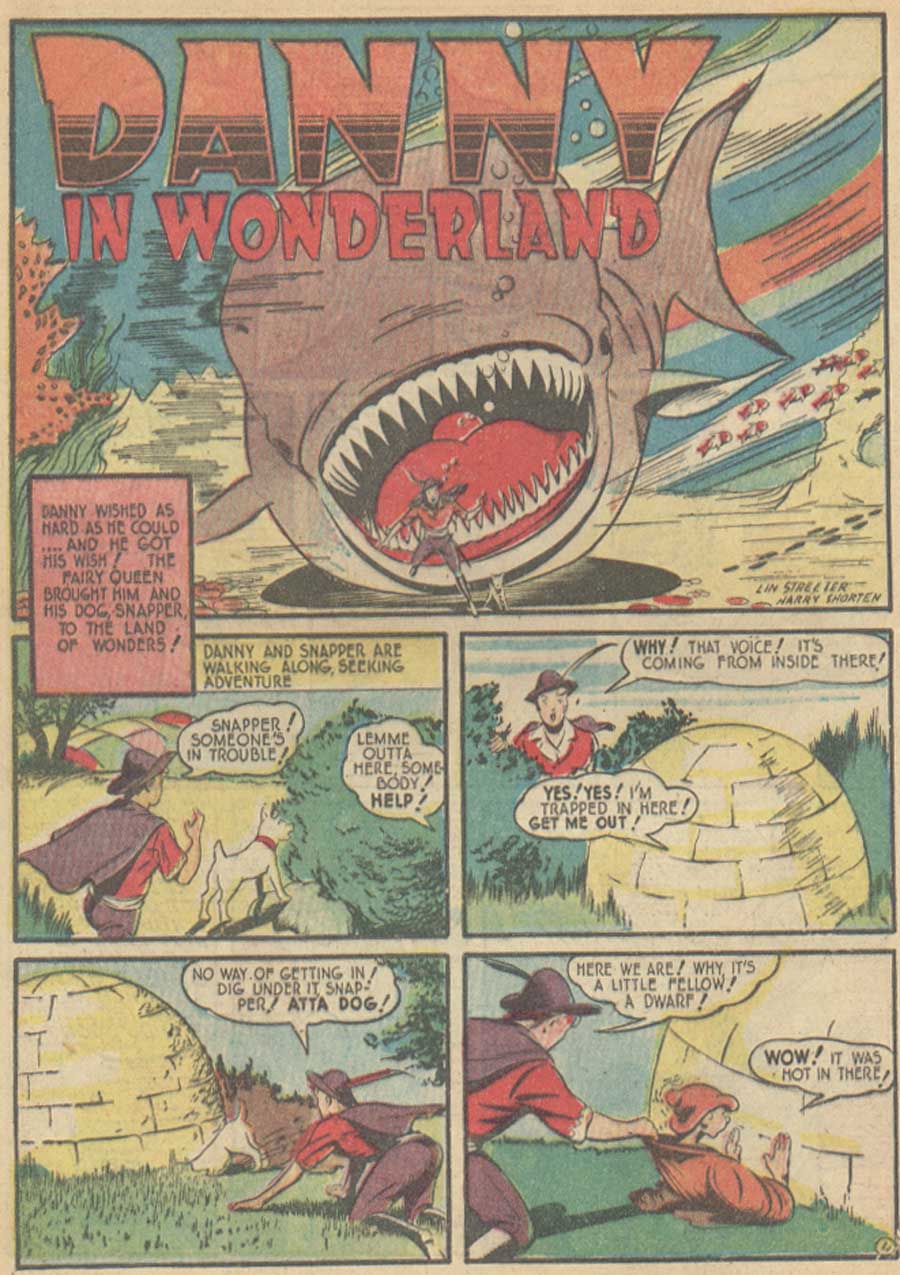 DANNY
IN WONDERLAND
DANNY WISHED AS
HARD AS HE COULD
....AND HE GOT
HIS WISH! THE
FAIRY QUEEN
BROUGHT HIM AND
HIS DOG, SNAPPER,
TO THE LAND
OF WONDERS!
LIN STREETER
HARRY SHORTEN
DANNY AND SNAPPER ARE
WALKING ALONG, SEEKING
ADVENTURE
SNAPPER!
SOMEONE'S
IN TROUBLE!
LEMME
OUTTA
HERE, SOME-
BODY!
HELP!
WHY! THAT VOICE! IT'S
COMING FROM INSIDE THERE!
YES! YES! I'M
TRAPPED IN HERE!
GET ME OUT!
NO WAY OF GETTING IN!
DIG UNDER IT, SNAP-
PER! ATTA DOG!
HERE WE ARE! WHY, IT'S
A LITTLE FELLOW!
A DWARF!
WOW! IT WAS
HOT IN THERE!